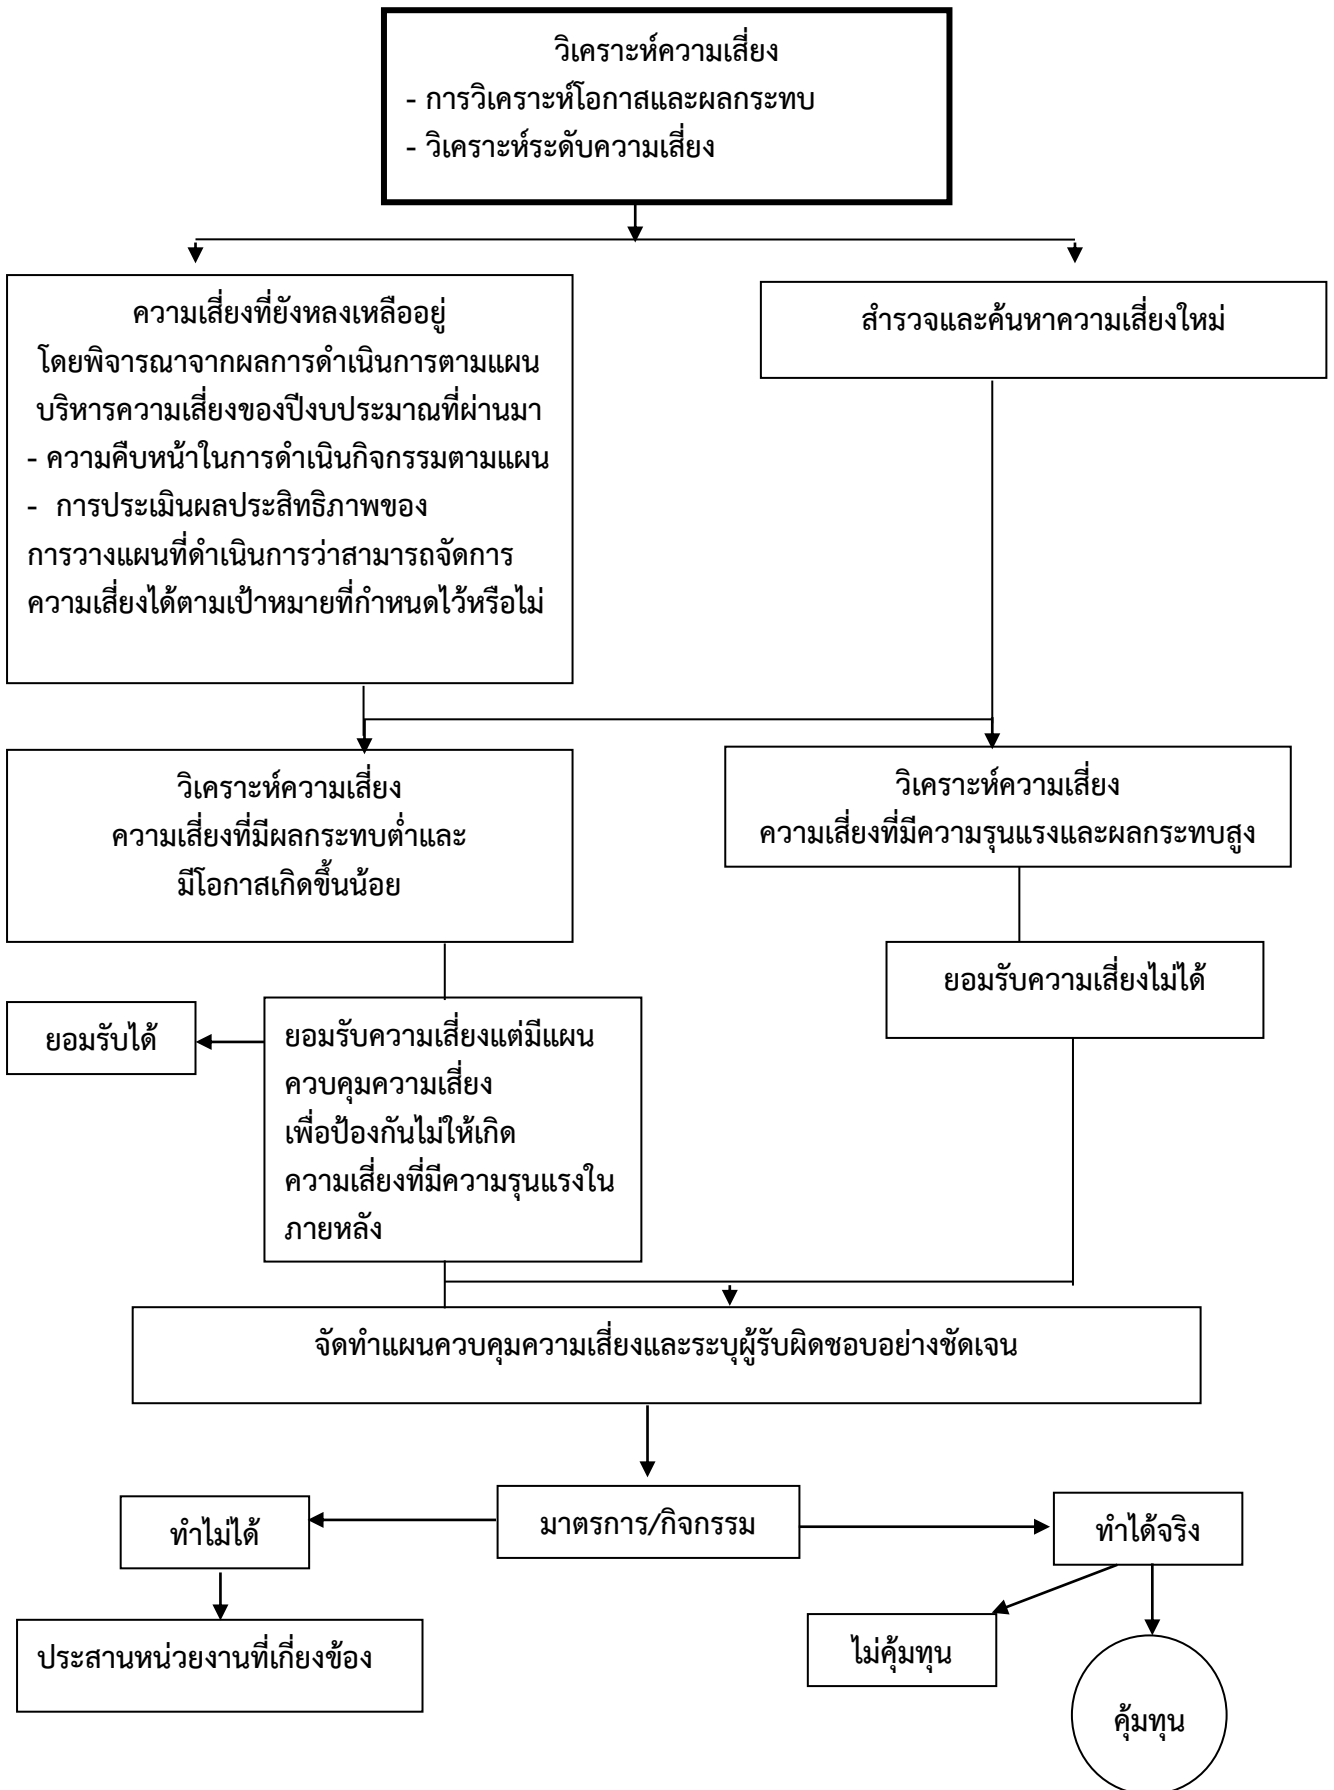 วิเคราะห์ความเสี่ยง
- การวิเคราะห์โอกาสและผลกระทบ
- วิเคราะห์ระดับความเสี่ยง
ความเสี่ยงที่ยังหลงเหลืออยู่
โดยพิจารณาจากผลการดำเนินการตามแผน
บริหารความเสี่ยงของปีงบประมาณที่ผ่านมา
- ความคืบหน้าในการดำเนินกิจกรรมตามแผน
- การประเมินผลประสิทธิภาพของ
การวางแผนที่ดำเนินการว่าสามารถจัดการ
ความเสี่ยงได้ตามเป้าหมายที่กำหนดไว้หรือไม่
สำรวจและค้นหาความเสี่ยงใหม่
วิเคราะห์ความเสี่ยง
ความเสี่ยงที่มีผลกระทบต่ำและ
มีโอกาสเกิดขึ้นน้อย
วิเคราะห์ความเสี่ยง
ความเสี่ยงที่มีความรุนแรงและผลกระทบสูง
ยอมรับความเสี่ยงไม่ได้
ยอมรับได้
ยอมรับความเสี่ยงแต่มีแผน
ควบคุมความเสี่ยง
เพื่อป้องกันไม่ให้เกิด
ความเสี่ยงที่มีความรุนแรงใน
ภายหลัง
จัดทำแผนควบคุมความเสี่ยงและระบุผู้รับผิดชอบอย่างชัดเจน
มาตรการ/กิจกรรม
ทำไม่ได้
ทำได้จริง
ประสานหน่วยงานที่เกี่ยงข้อง
ไม่คุ้มทุน
คุ้มทุน